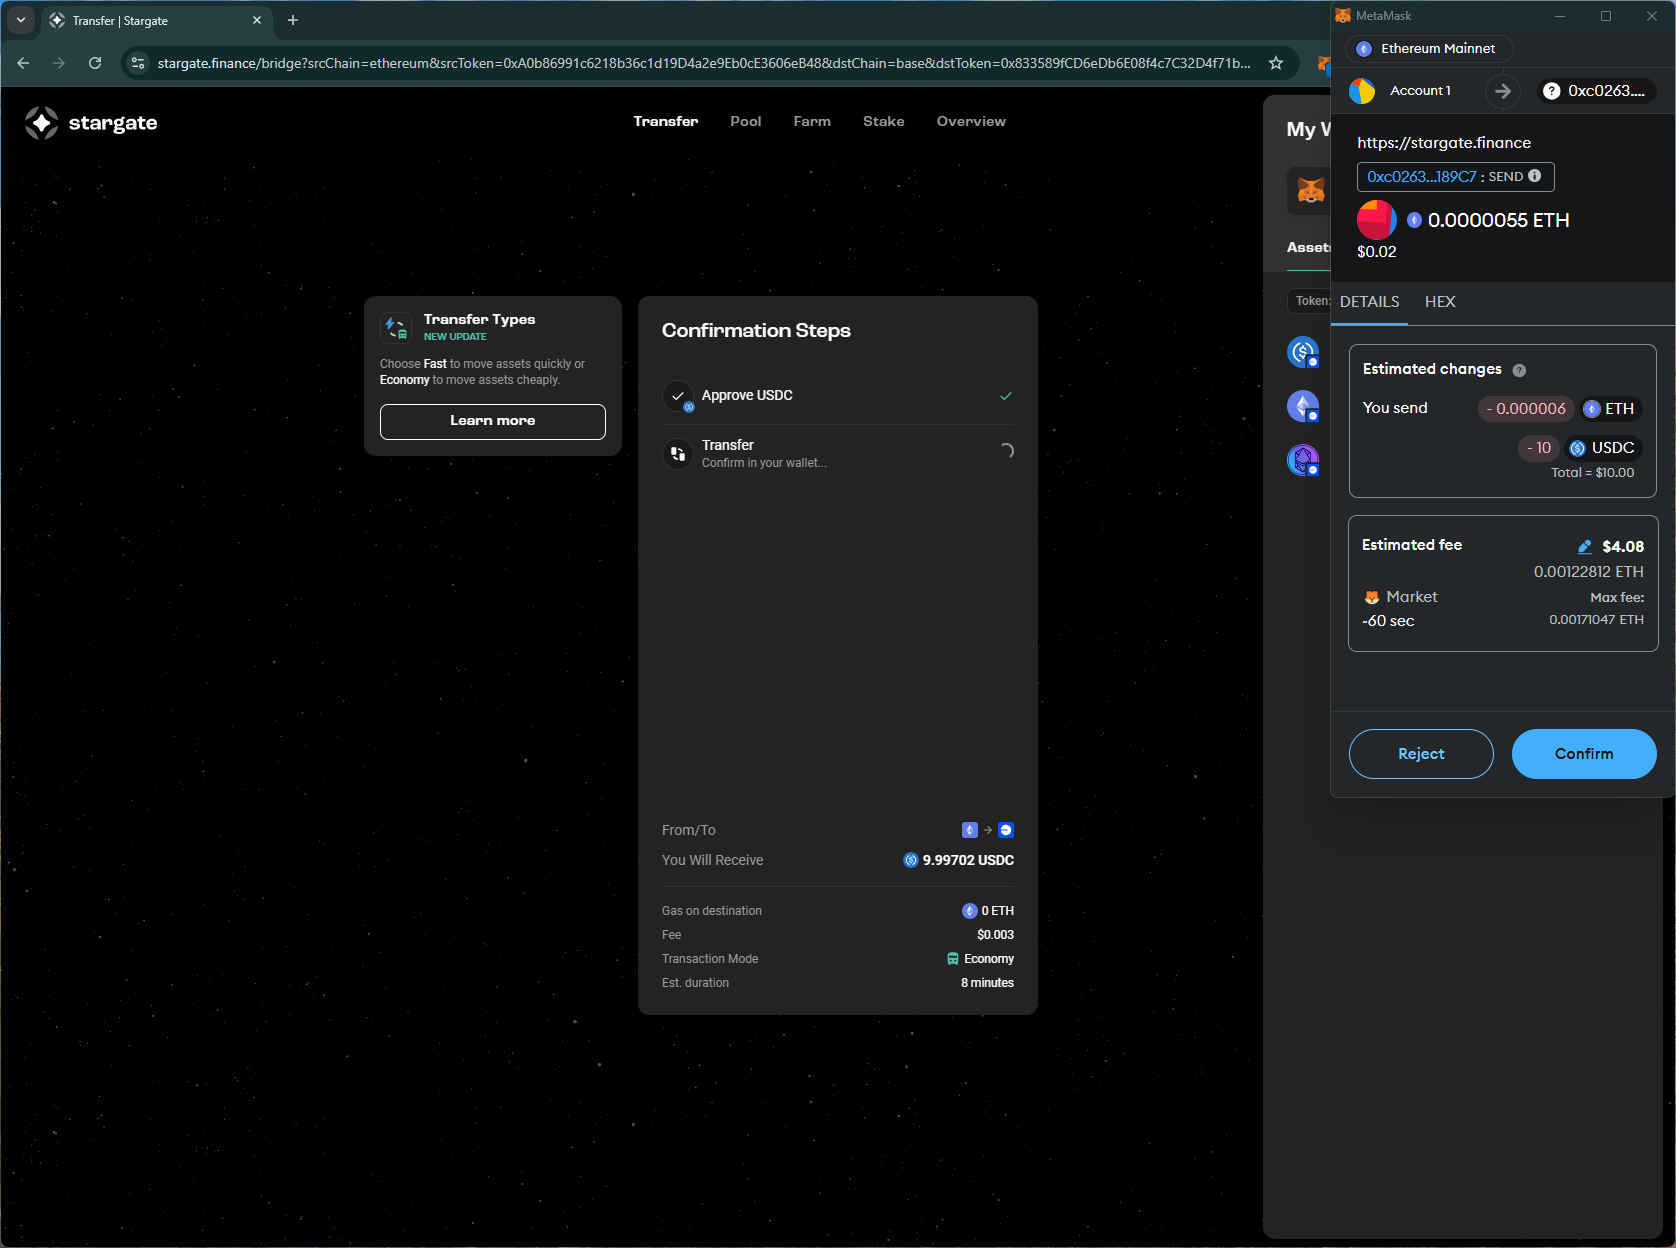 Transfer | Stargate
stargate.finance/bridge?srcChain=ethereum&srcToken=0xA0b86991c6218b36c1d19D4a2e9Eb0cE3606eB48&dstChain=base&dstToken=0x833589fCD6eDb6E08f4c7C32D4f71b...
stargate
Transfer
Pool
Farm
Stake
Overview
Transfer Types
NEW UPDATE
Choose Fast to move assets quickly or
Economy to move assets cheaply.
Learn more
Confirmation Steps
Approve USDC
Transfer
Confirm in your wallet...
From/To
You Will Receive
9.99702 USDC
Gas on destination
0 ETH
Fee
$0.003
Transaction Mode
Economy
Est. duration
8 minutes
My W
Assets
Token:
MetaMask
Ethereum Mainnet
Account 1
0xc0263....
https://stargate.finance
0xc0263...189C7 : SEND
0.0000055 ETH
$0.02
DETAILS
HEX
Estimated changes
You send
- 0.000006
ETH
- 10
USDC
Total = $10.00
Estimated fee
$4.08
0.00122812 ETH
Market
Max fee:
~60 sec
0.00171047 ETH
Reject
Confirm